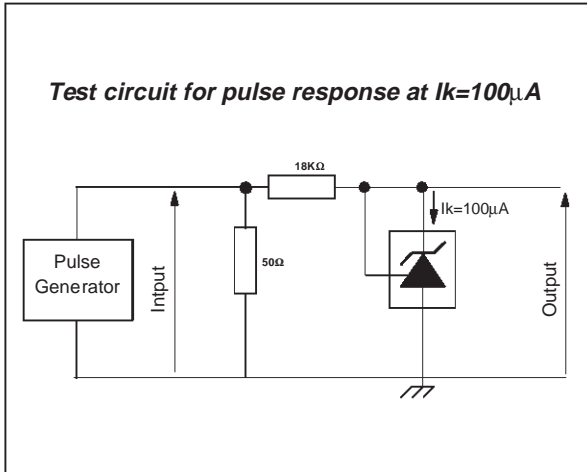 Test circuit for pulse response at Ik=100μA
18KΩ
Ik=100μA
50Ω
Pulse
Generator
Intput
Output